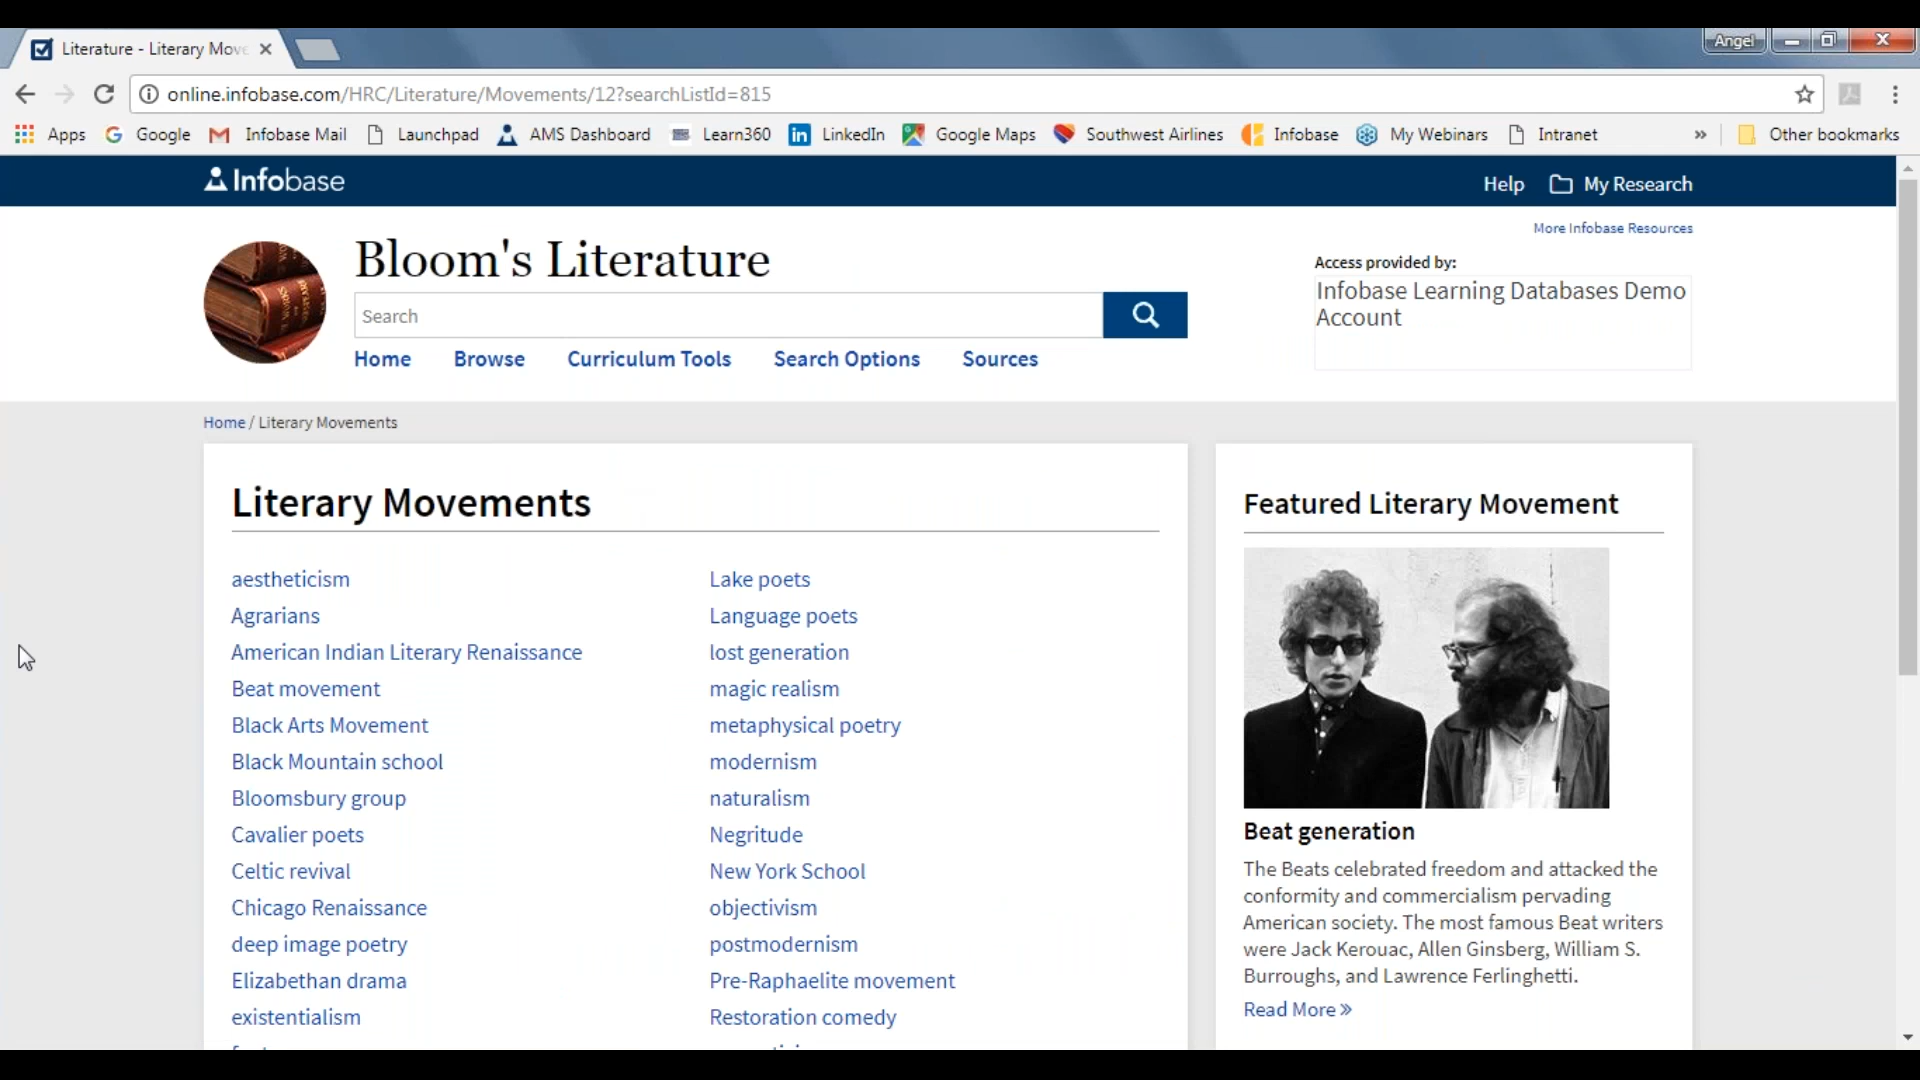 Literature - Literary Move
Angel
online.infobase.com/HRC/Literature/Movements/12?searchListId=815
Apps Google Infobase Mail Launchpad AMS Dashboard Learn360 LinkedIn Google Maps Southwest Airlines Infobase My Webinars Intranet » Other bookmarks
Infobase
Help My Research
More Infobase Resources
Bloom's Literature
Access provided by:
Infobase Learning Databases Demo
Account
Search
Home Browse Curriculum Tools Search Options Sources
Home / Literary Movements
Literary Movements
aestheticism
Agrarians
American Indian Literary Renaissance
Beat movement
Black Arts Movement
Black Mountain school
Bloomsbury group
Cavalier poets
Celtic revival
Chicago Renaissance
deep image poetry
Elizabethan drama
existentialism
Lake poets
Language poets
lost generation
magic realism
metaphysical poetry
modernism
naturalism
Negritude
New York School
objectivism
postmodernism
Pre-Raphaelite movement
Restoration comedy
Featured Literary Movement
Beat generation
The Beats celebrated freedom and attacked the
conformity and commercialism pervading
American society. The most famous Beat writers
were Jack Kerouac, Allen Ginsberg, William S.
Burroughs, and Lawrence Ferlinghetti.
Read More »